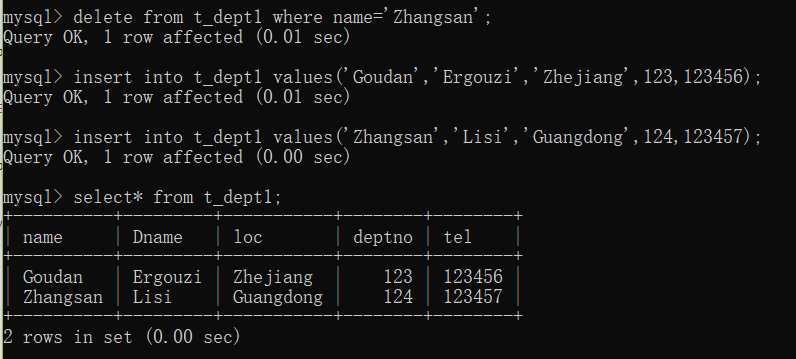 mysql> delete from t_dept1 where name='Zhangsan';
Query OK, 1 row affected (0.01 sec)
mysql> insert into t_dept1 values('Goudan','Ergouzi','Zhejiang',123,123456);
Query OK, 1 row affected (0.01 sec)
mysql> insert into t_dept1 values('Zhangsan','Lisi','Guangdong',124,123457);
Query OK, 1 row affected (0.00 sec)
mysql> select* from t_dept1;
+----------+---------+-----------+--------+--------+
| name | Dname | loc | deptno | tel |
+----------+---------+-----------+--------+--------+
| Goudan | Ergouzi | Zhejiang | 123 | 123456 |
| Zhangsan | Lisi | Guangdong | 124 | 123457 |
+----------+---------+-----------+--------+--------+
2 rows in set (0.00 sec)